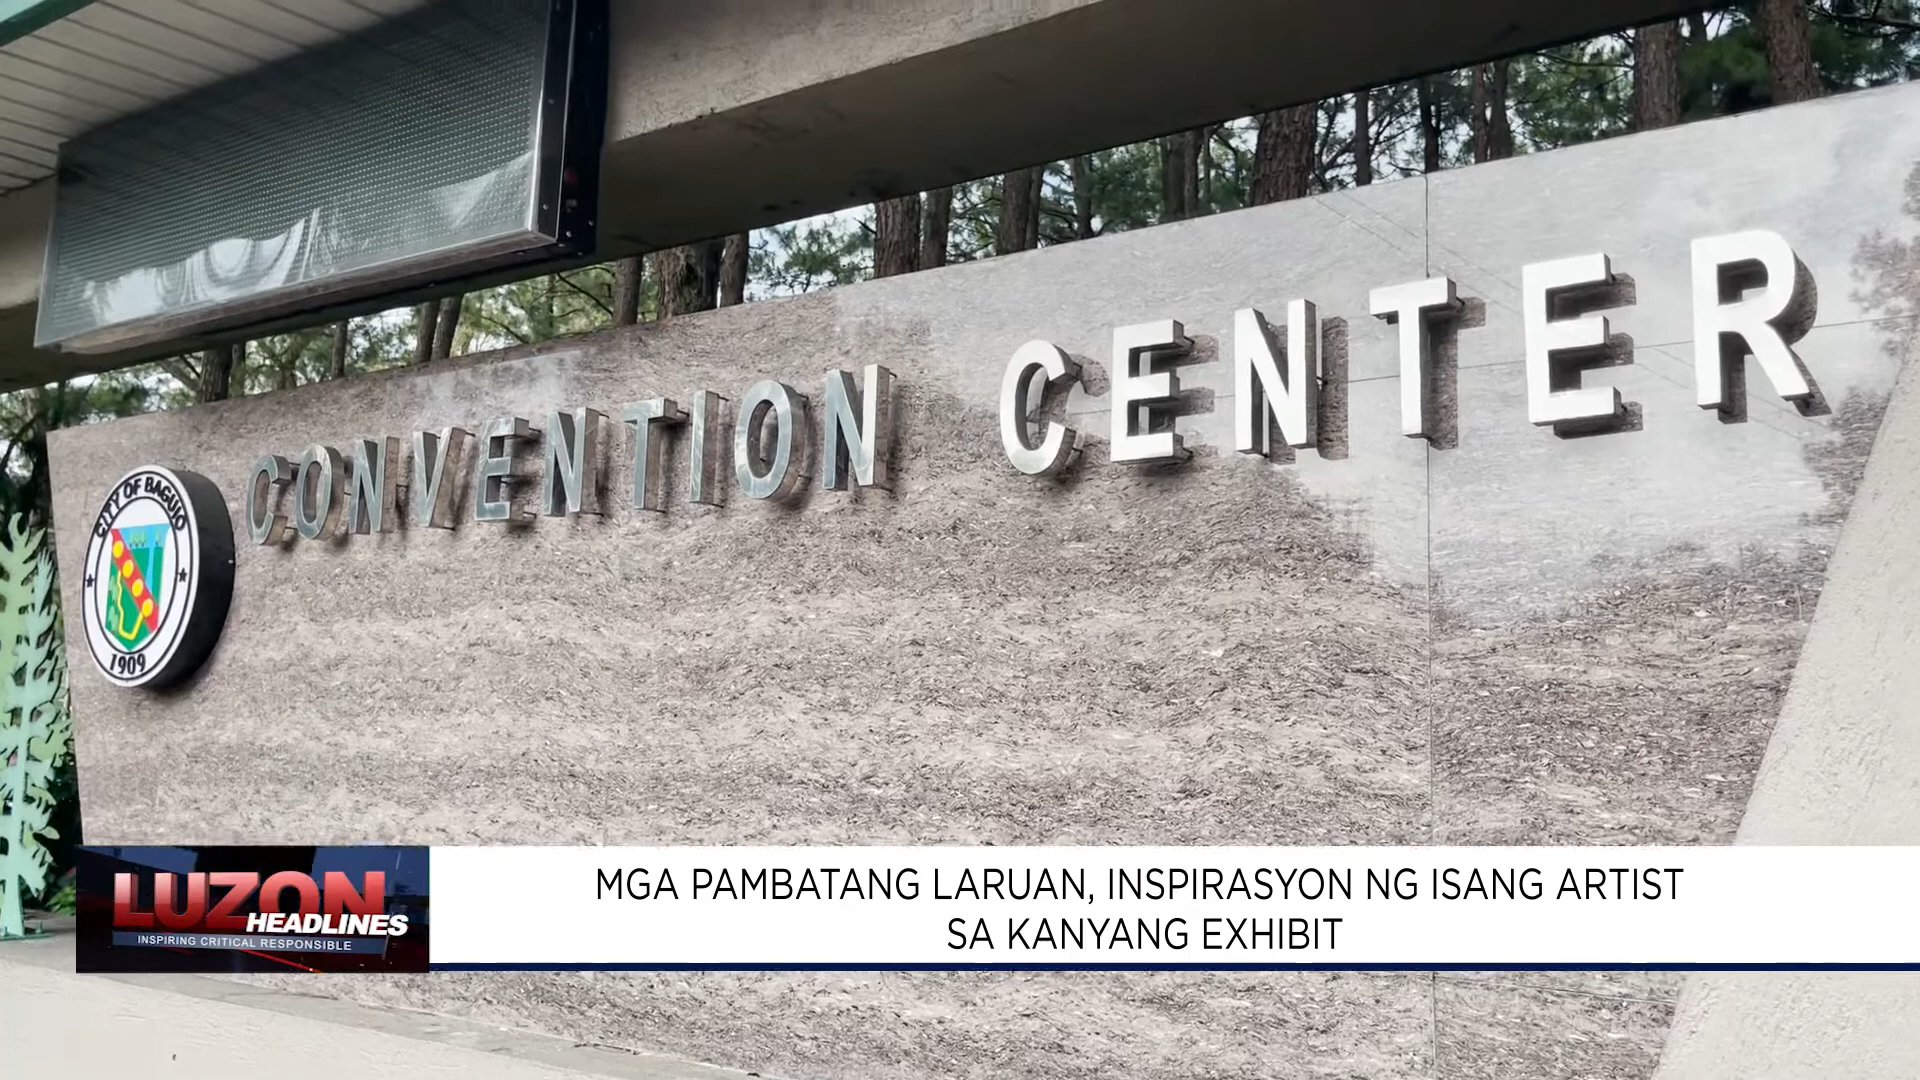 CONVENTION CENTER
CITY OF BAGUIO
1909
LUZON
HEADLINES
INSPIRING CRITICAL RESPONSIBLE
MGA PAMBATANG LARUAN, INSPIRASYON NG ISANG ARTIST
SA KANYANG EXHIBIT